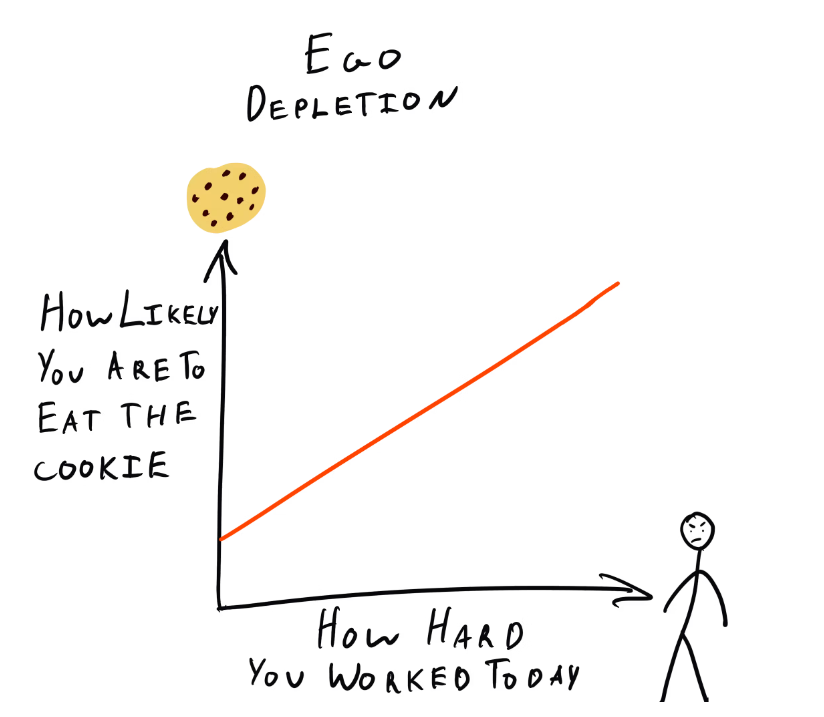 EGO
DEPLETION
HOW LIKELY
YOU ARE TO
EAT THE
COOKIE
HOW HARD
YOU WORKED TODAY